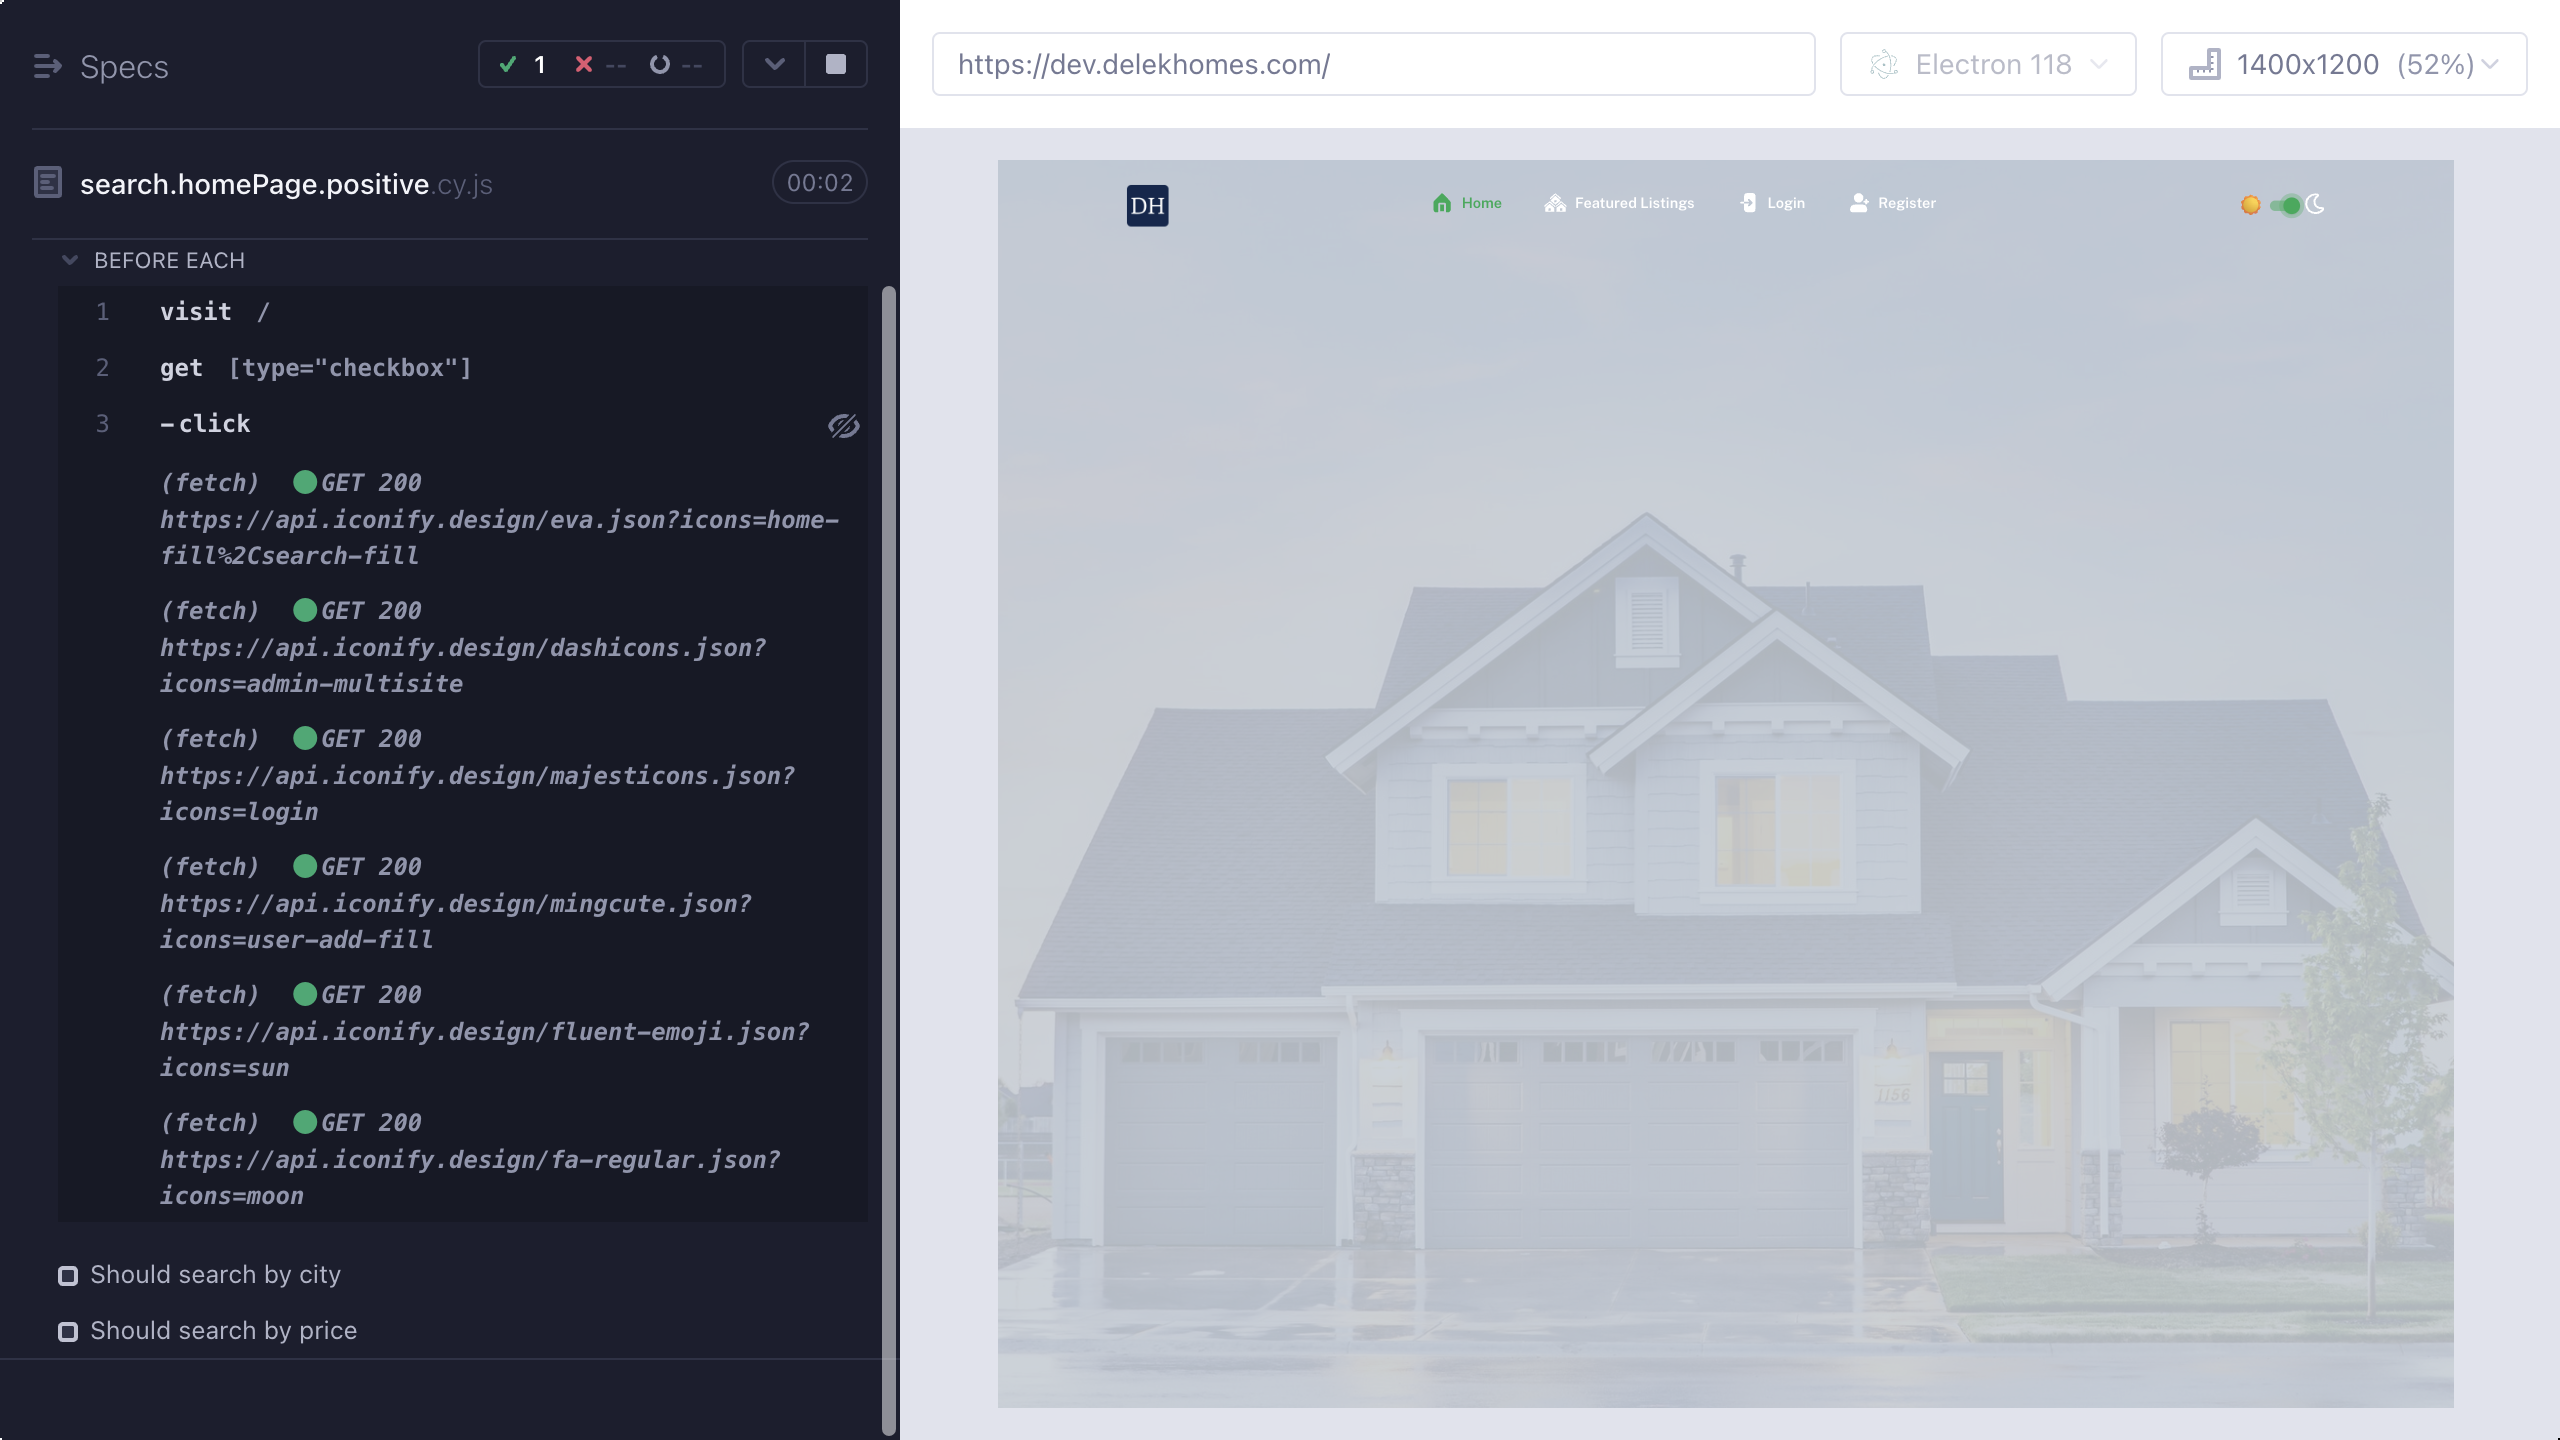 Specs
1
--
--
https://dev.delekhomes.com/
Electron 118
1400x1200 (52%)
search.homePage.positive.cy.js
00:02
BEFORE EACH
1 visit /
2 get [type="checkbox"]
3 -click
(fetch) GET 200
https://api.iconify.design/eva.json?icons=home-
fill%2Csearch-fill
(fetch) GET 200
https://api.iconify.design/dashicons.json?
icons=admin-multisite
(fetch) GET 200
https://api.iconify.design/majesticons.json?
icons=login
(fetch) GET 200
https://api.iconify.design/mingcute.json?
icons=user-add-fill
(fetch) GET 200
https://api.iconify.design/fluent-emoji.json?
icons=sun
(fetch) GET 200
https://api.iconify.design/fa-regular.json?
icons=moon
Should search by city
Should search by price
DH
Home
Featured Listings
Login
Register
1156